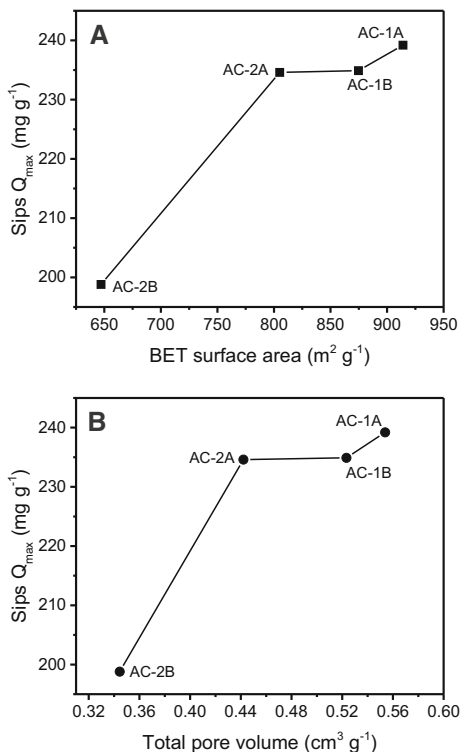 A
AC-1A
240
AC-2A
AC-1B
230
220
210
200
AC-2B
Sips Qmax (mg g⁻¹)
650 700 750 800 850 900 950
BET surface area (m² g⁻¹)
B
AC-1A
240
AC-2A
AC-1B
230
220
210
200
AC-2B
Sips Qmax (mg g⁻¹)
0.32 0.36 0.40 0.44 0.48 0.52 0.56 0.60
Total pore volume (cm³ g⁻¹)